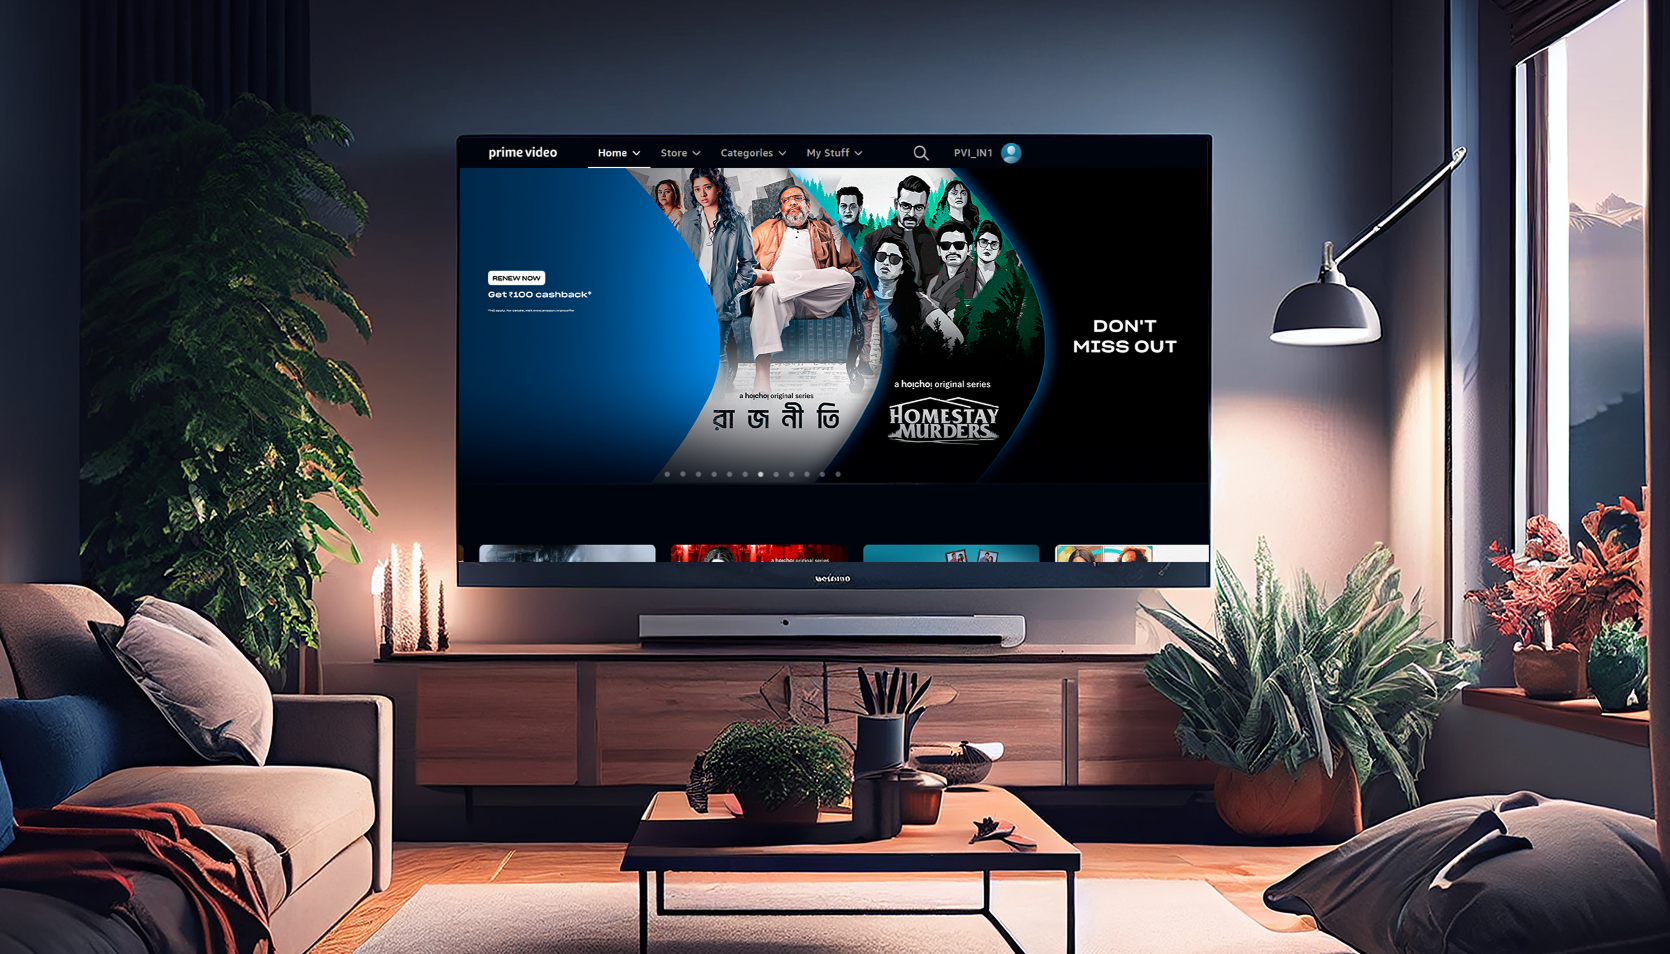 prime video
Home
Store
Categories
My Stuff
PVI_IN1
RENEW NOW
Get ₹100 cashback*
a hoichoi original series
রাজনীতি
a hoichoi original series
HOMESTAY
MURDERS
DON'T
MISS OUT
a hoichoi original series